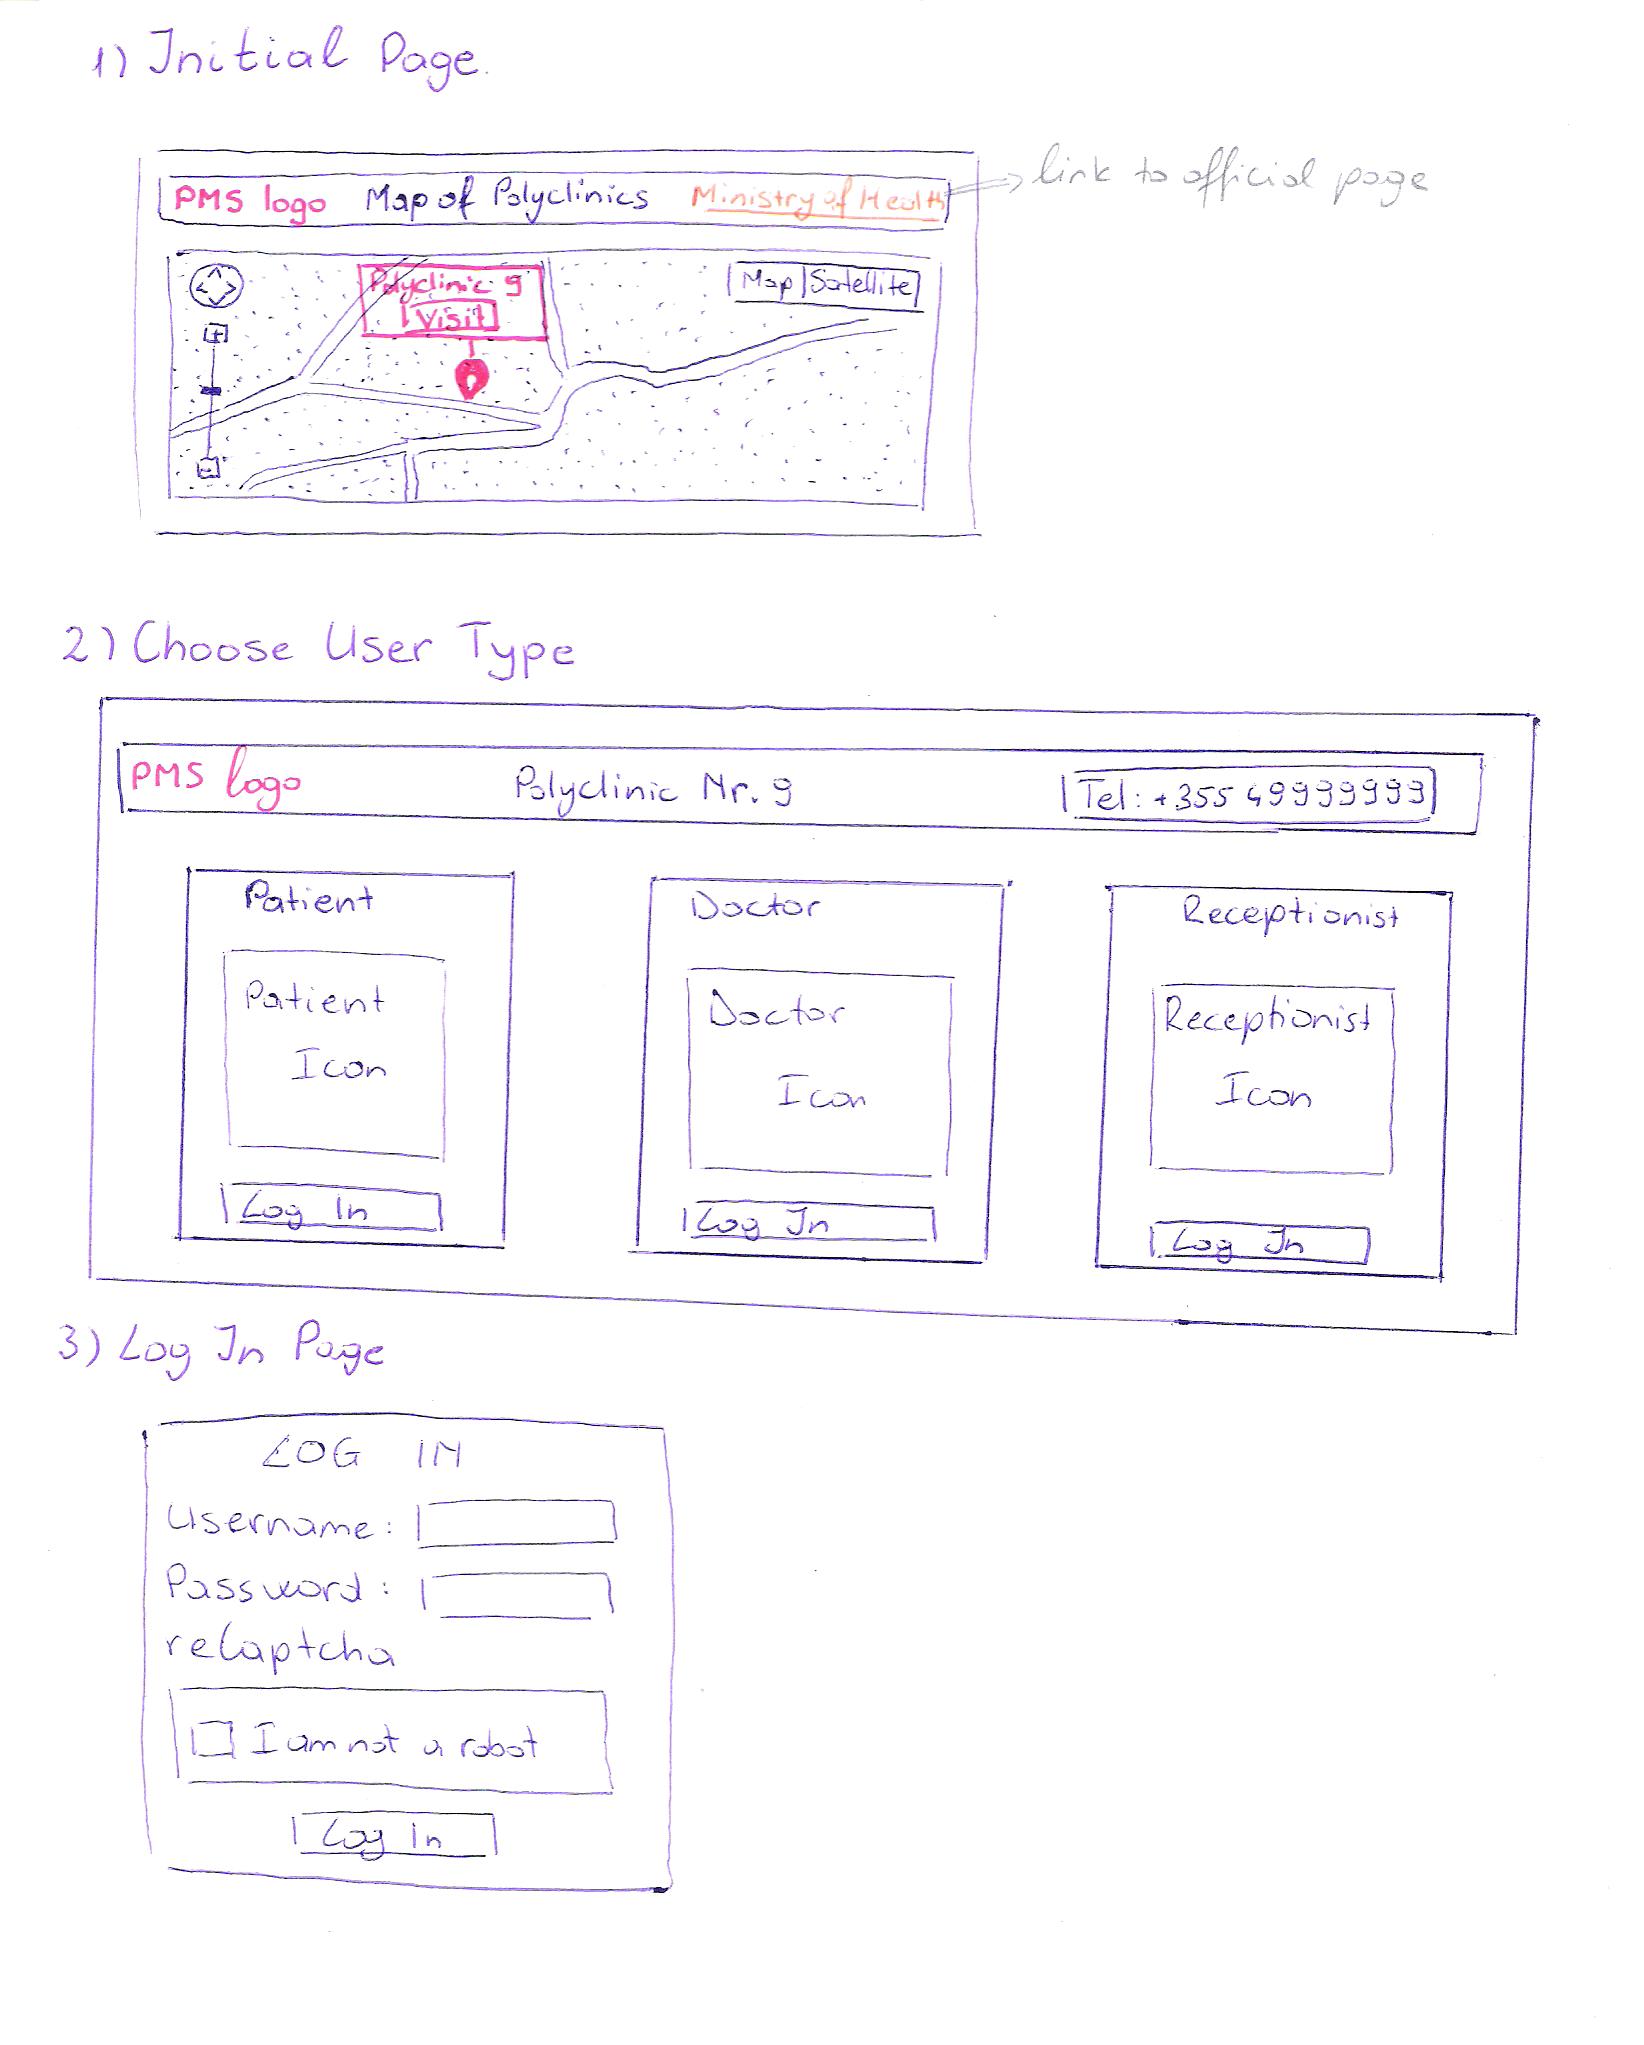 1) Initial Page.
PMS logo Map of Polyclinics Ministry of Health
link to official page
Polyclinic 9
Visit
Map Satellite
+
-
2) Choose User Type
PMS logo Polyclinic Nr. 9 Tel: +355 49999999
Patient Doctor Receptionist
Patient Icon
Doctor Icon
Receptionist Icon
Log In Log In Log In
3) Log In Page
LOG IN
Username:
Password:
reCaptcha
I am not a robot
Log In